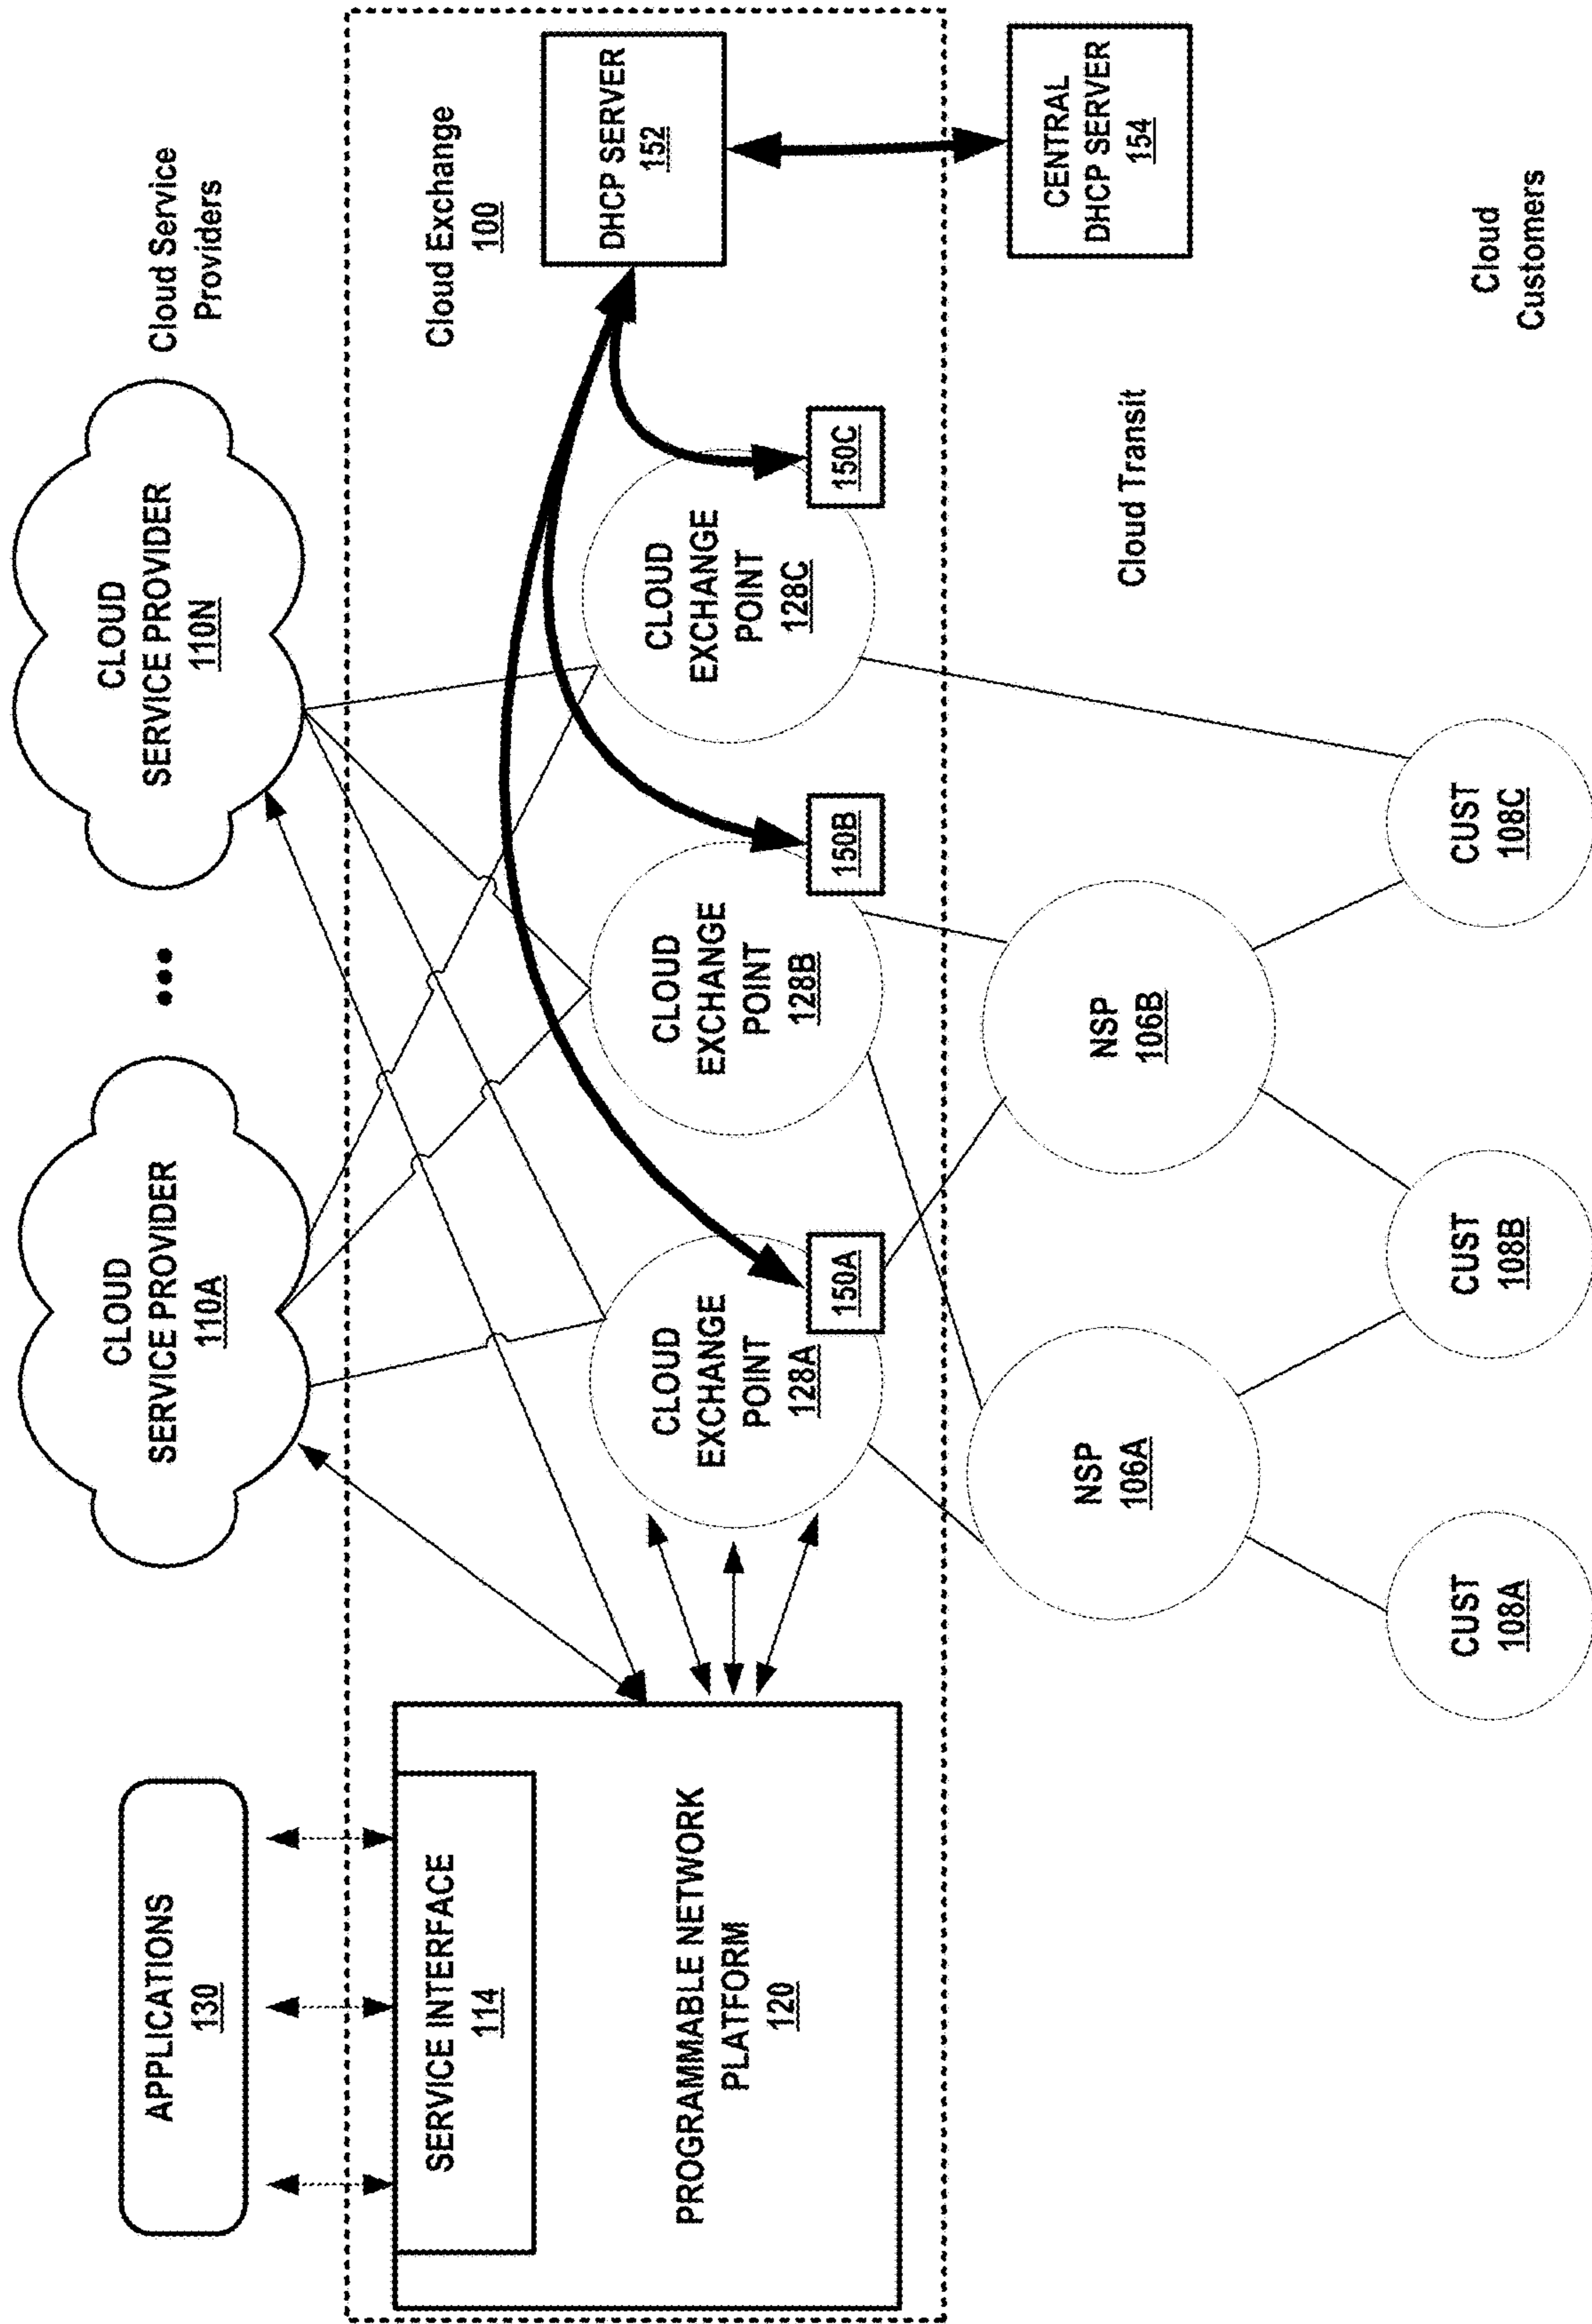 APPLICATIONS
130
CLOUD
SERVICE PROVIDER
110A
•••
CLOUD
SERVICE PROVIDER
110N
Cloud Service
Providers
SERVICE INTERFACE
114
PROGRAMMABLE NETWORK
PLATFORM
120
Cloud Exchange
100
CLOUD
EXCHANGE
POINT
128A
150A
CLOUD
EXCHANGE
POINT
128B
150B
CLOUD
EXCHANGE
POINT
128C
150C
DHCP SERVER
152
CENTRAL
DHCP SERVER
154
NSP
106A
NSP
106B
Cloud Transit
CUST
108A
CUST
108B
CUST
108C
Cloud
Customers